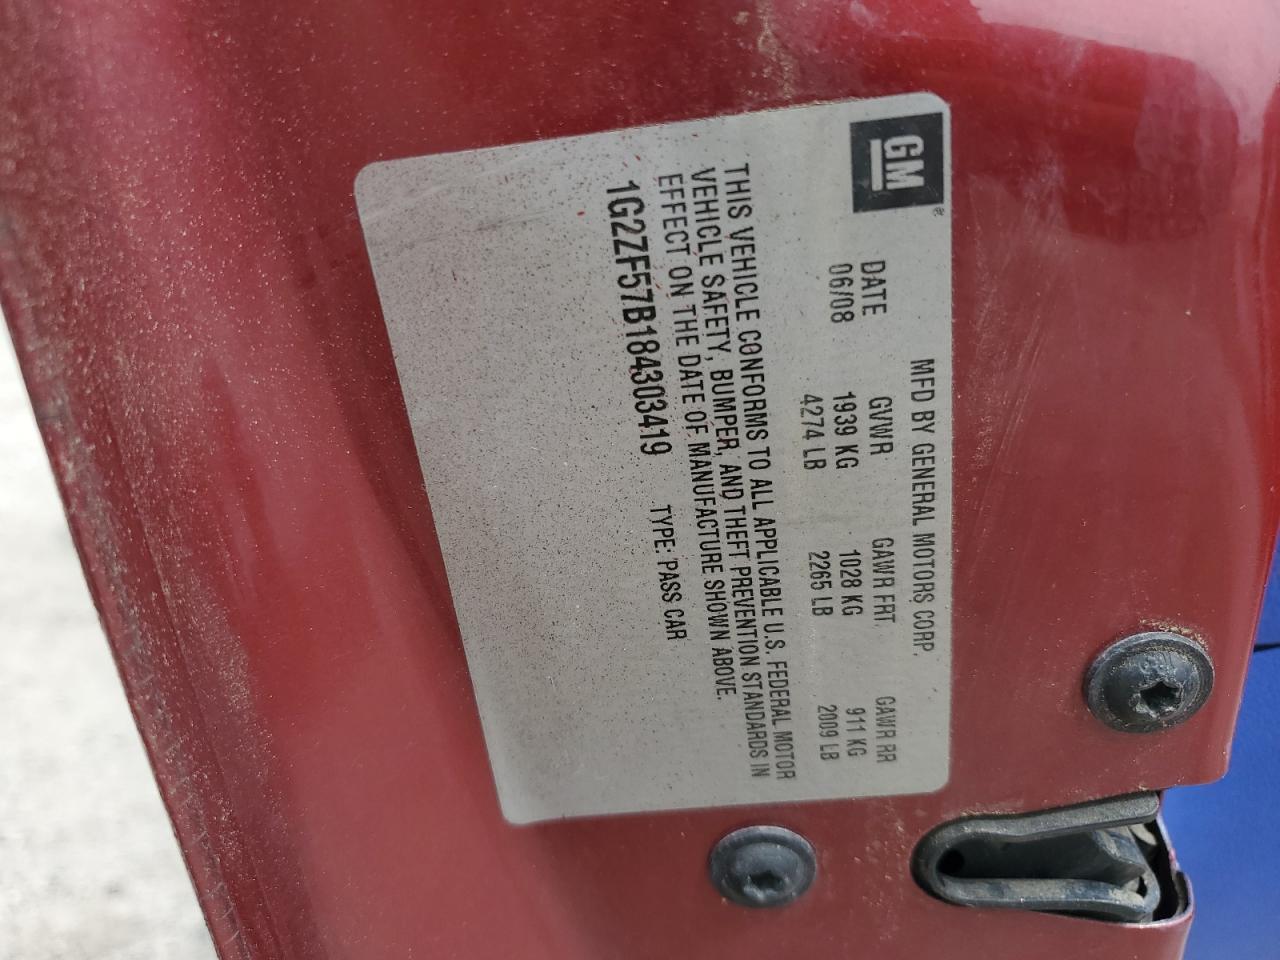 GM
®
MFD BY GENERAL MOTORS CORP.
DATE GVWR GAWR FRT. GAWR RR
06/08 1939 KG 1028 KG 911 KG
4274 LB 2265 LB 2009 LB
THIS VEHICLE CONFORMS TO ALL APPLICABLE U.S. FEDERAL MOTOR
VEHICLE SAFETY, BUMPER, AND THEFT PREVENTION STANDARDS IN
EFFECT ON THE DATE OF MANUFACTURE SHOWN ABOVE.
1G2ZF57B184303419 TYPE: PASS CAR